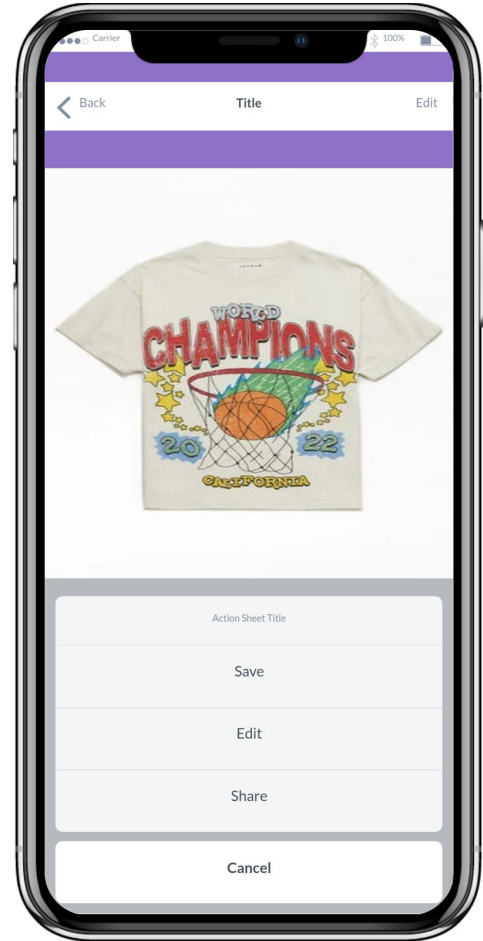 Carrier
100%
Back Title Edit
WORLD
CHAMPIONS
20 22
CALIFORNIA
Action Sheet Title
Save
Edit
Share
Cancel